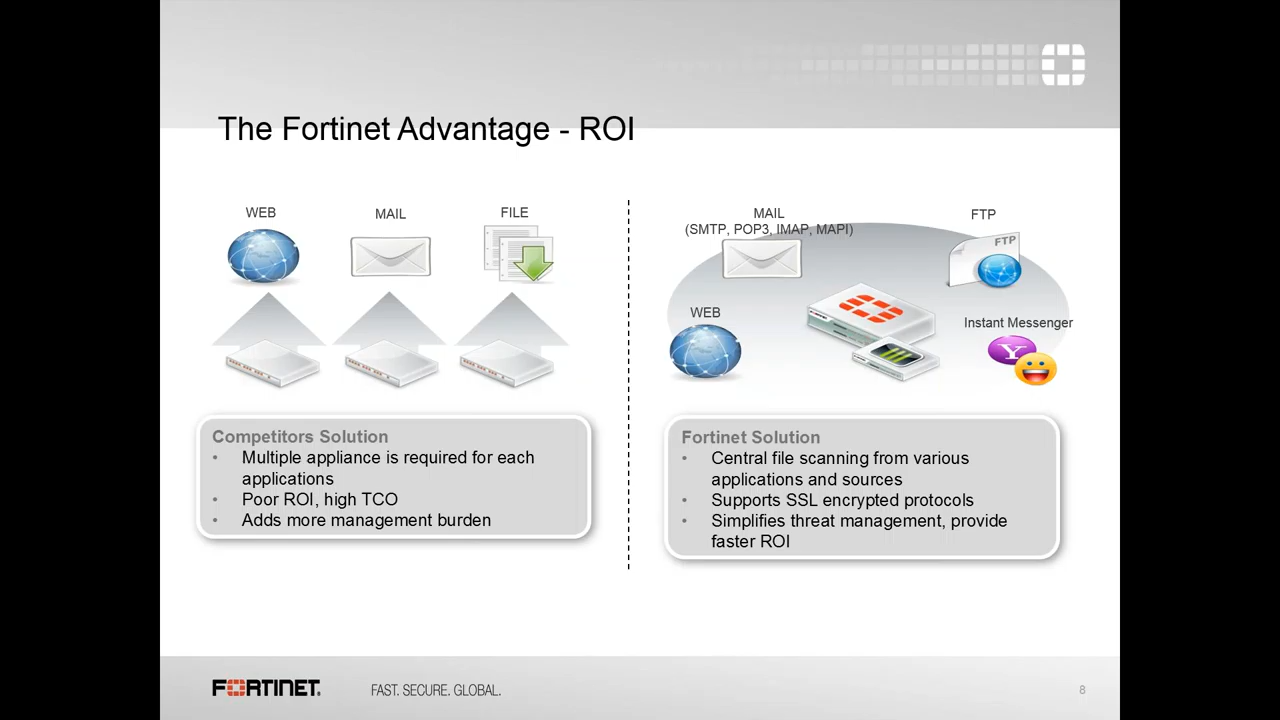 The Fortinet Advantage - ROI
WEB
MAIL
FILE
Competitors Solution
• Multiple appliance is required for each
applications
• Poor ROI, high TCO
• Adds more management burden
MAIL
(SMTP, POP3, IMAP, MAPI)
FTP
FTP
WEB
Instant Messenger
Y
Fortinet Solution
• Central file scanning from various
applications and sources
• Supports SSL encrypted protocols
• Simplifies threat management, provide
faster ROI
FORTINET
FAST. SECURE. GLOBAL.
8